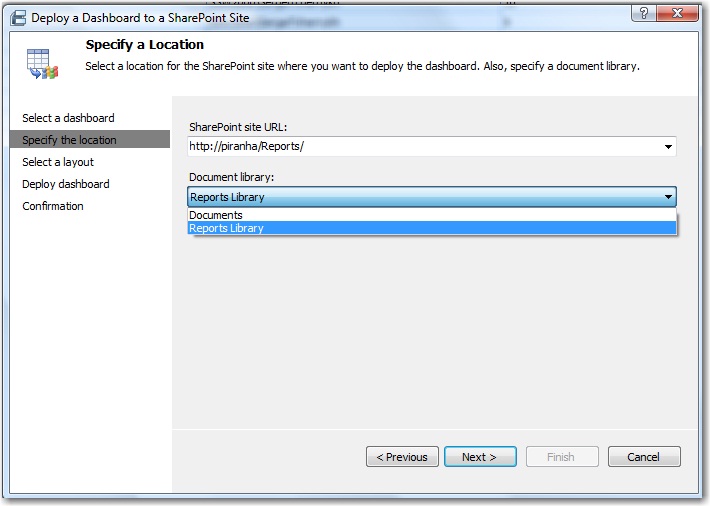 Deploy a Dashboard to a SharePoint Site
Specify a Location
Select a location for the SharePoint site where you want to deploy the dashboard. Also, specify a document library.
Select a dashboard
Specify the location
Select a layout
Deploy dashboard
Confirmation
SharePoint site URL:
http://piranha/Reports/
Document library:
Reports Library
Documents
Reports Library
< Previous
Next >
Finish
Cancel